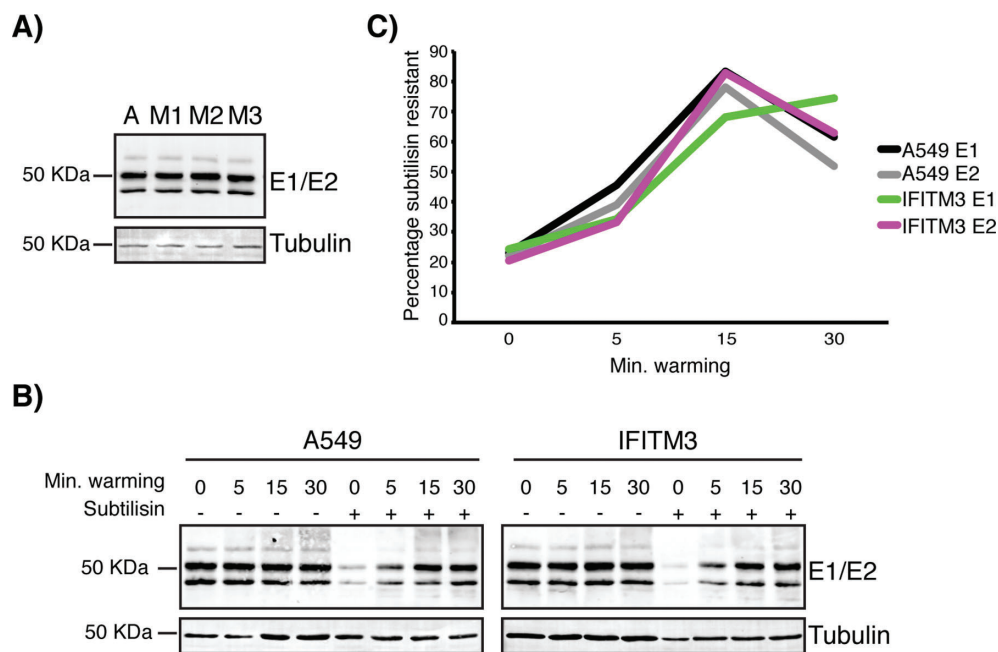 A)
A M1 M2 M3
50 KDa
E1/E2
50 KDa
Tubulin
C)
Percentage subtilisin resistant
90
80
70
60
50
40
30
20
10
0
0 5 15 30
Min. warming
A549 E1
A549 E2
IFITM3 E1
IFITM3 E2
B)
A549 IFITM3
Min. warming 0 5 15 30 0 5 15 30 0 5 15 30 0 5 15 30
Subtilisin - - - - + + + + - - - - + + + +
50 KDa
E1/E2
50 KDa
Tubulin